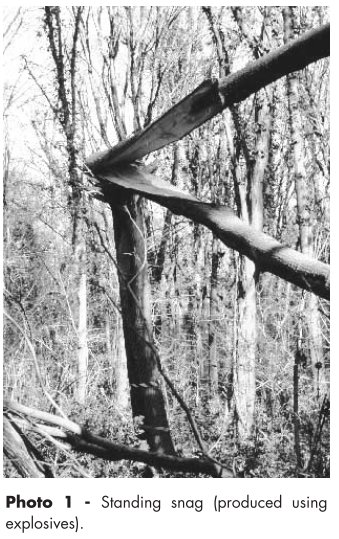 Photo 1 - Standing snag (produced using
explosives).